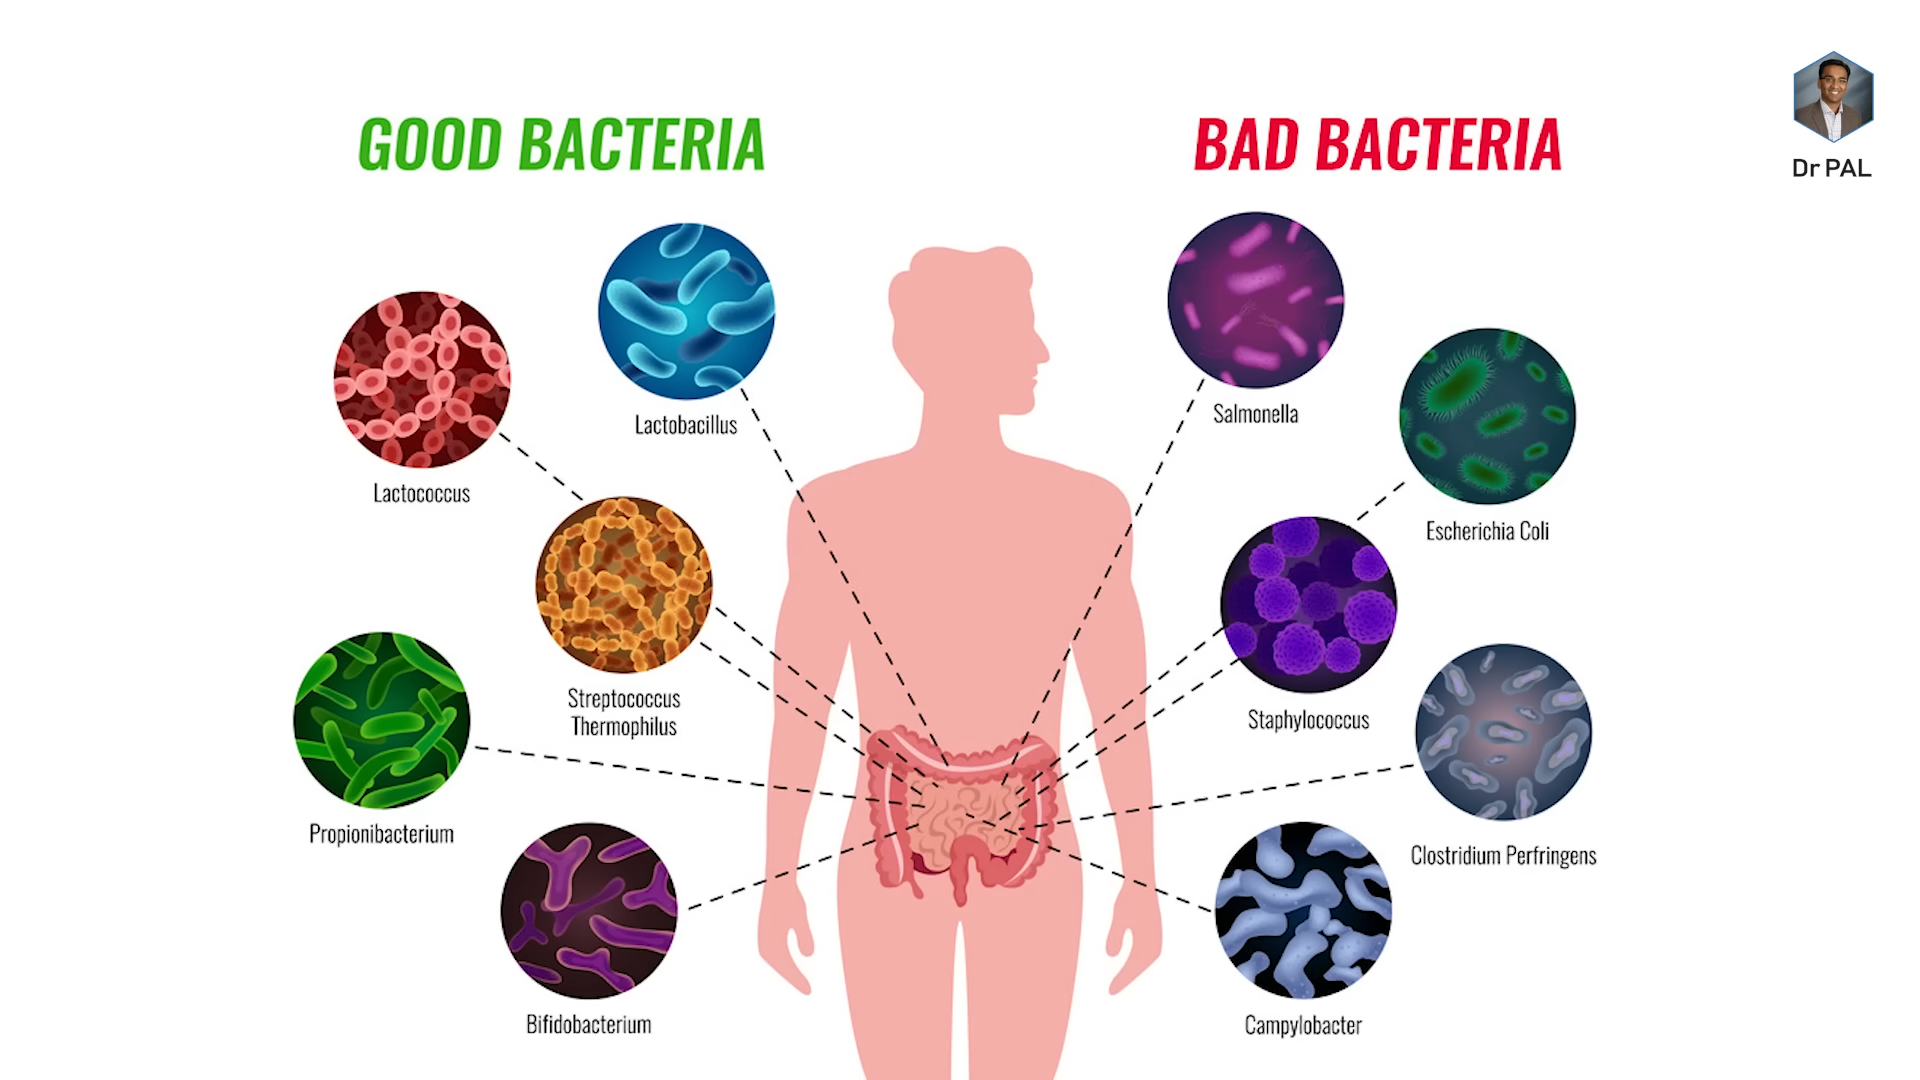 GOOD BACTERIA
BAD BACTERIA
Dr PAL
Lactobacillus
Salmonella
Lactococcus
Escherichia Coli
Streptococcus
Thermophilus
Staphylococcus
Propionibacterium
Clostridium Perfringens
Bifidobacterium
Campylobacter